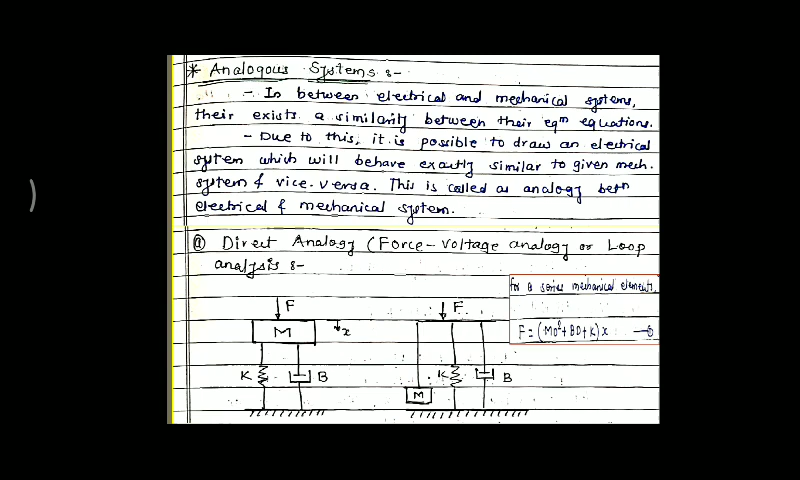 * Analogous Systems :-
- In between electrical and mechanical systems,
their exists a similarity between their eqm equations.
- Due to this, it is possible to draw an electrical
system which will behave exactly similar to given mech.
system & vice-versa. This is called as analogy betn
electrical & mechanical system.
ⓐ Direct Analogy (Force-voltage analogy or Loop
analysis :-
for a series mechanical elements,
F = (MD²+BD+K)x
F
M
x
K
B
F
K
B
M